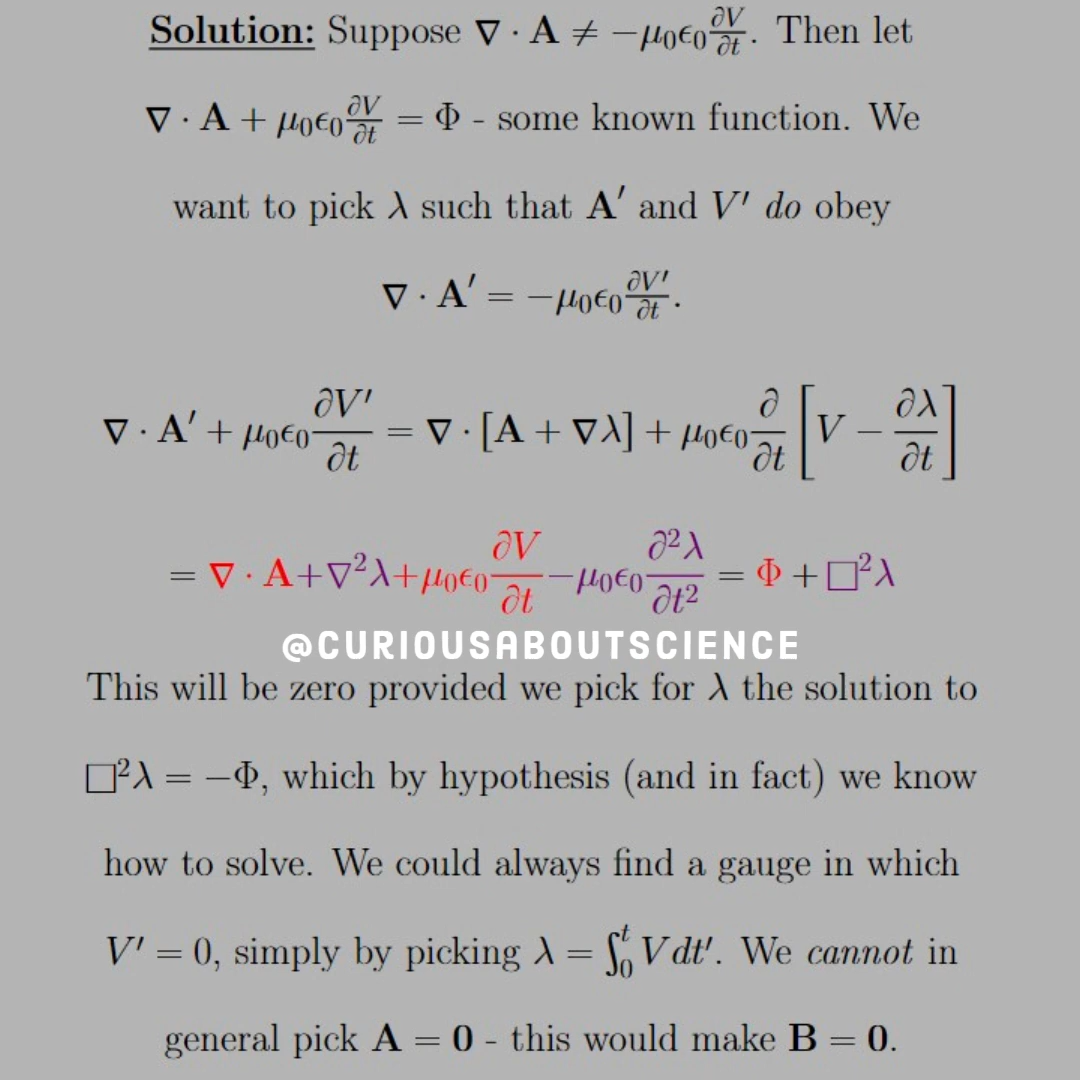 Solution: Suppose ∇ · A ≠ −μ₀ϵ₀ ∂V/∂t. Then let
∇ · A + μ₀ϵ₀ ∂V/∂t = Φ - some known function. We
want to pick λ such that A′ and V′ do obey
∇ · A′ = −μ₀ϵ₀ ∂V′/∂t.
∇ · A′ + μ₀ϵ₀ ∂V′/∂t = ∇ · [A + ∇λ] + μ₀ϵ₀ ∂/∂t [V − ∂λ/∂t]
= ∇ · A+∇²λ+μ₀ϵ₀ ∂V/∂t −μ₀ϵ₀ ∂²λ/∂t² = Φ + □²λ
@CURIOUSABOUTSCIENCE
This will be zero provided we pick for λ the solution to
□²λ = −Φ, which by hypothesis (and in fact) we know
how to solve. We could always find a gauge in which
V′ = 0, simply by picking λ = ∫₀ᵗ V dt′. We cannot in
general pick A = 0 - this would make B = 0.